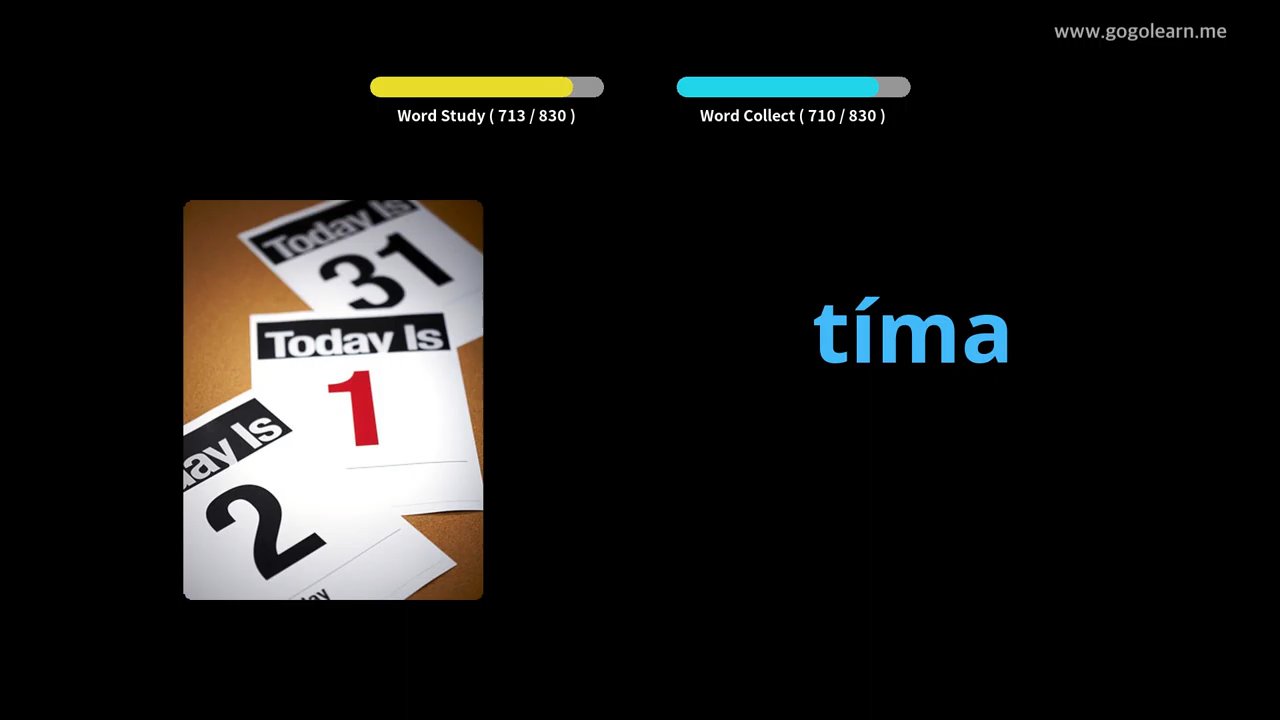 www.gogolearn.me
Word Study ( 713 / 830 )
Word Collect ( 710 / 830 )
Today Is
31
Today Is
1
day Is
2
tíma